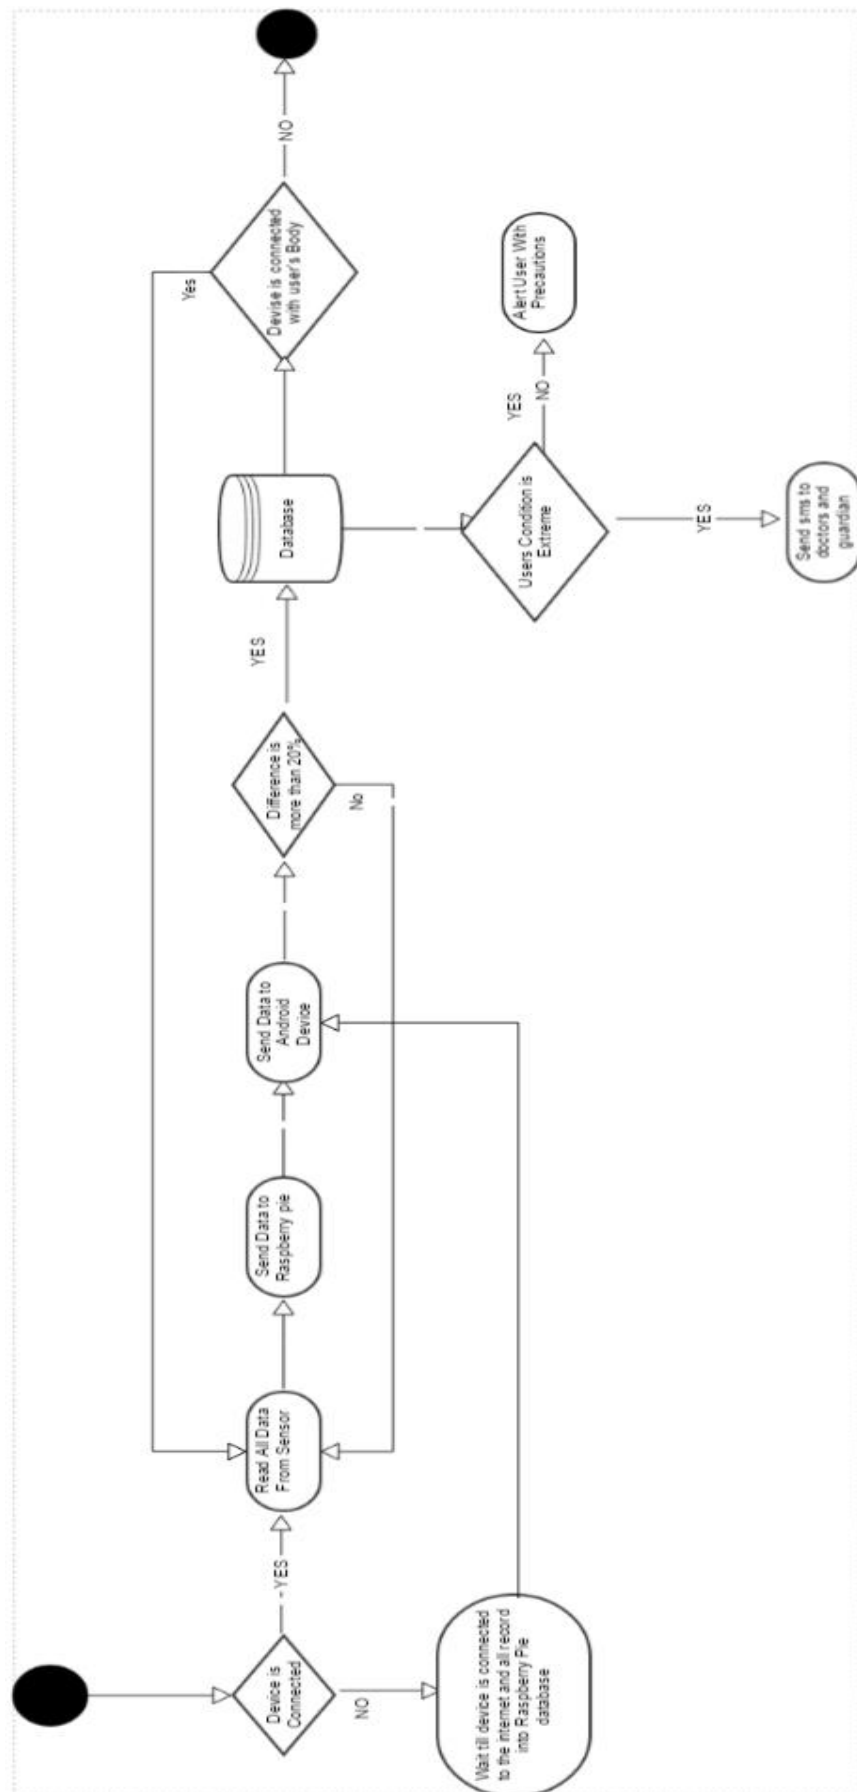 Device is
Connected
- YES
NO
Wait till device is connected
to the internet and all record
into Raspberry Pie
database
Read All Data
From Sensor
Send Data to
Raspberry pie
Send Data to
Android
Device
Difference is
more than 20%
No
YES
Database
Users Condition is
Extreme
YES
NO
Alert User With
Precautions
YES
Send sms to
doctors and
guardian
Devise is connected
with user's Body
Yes
NO